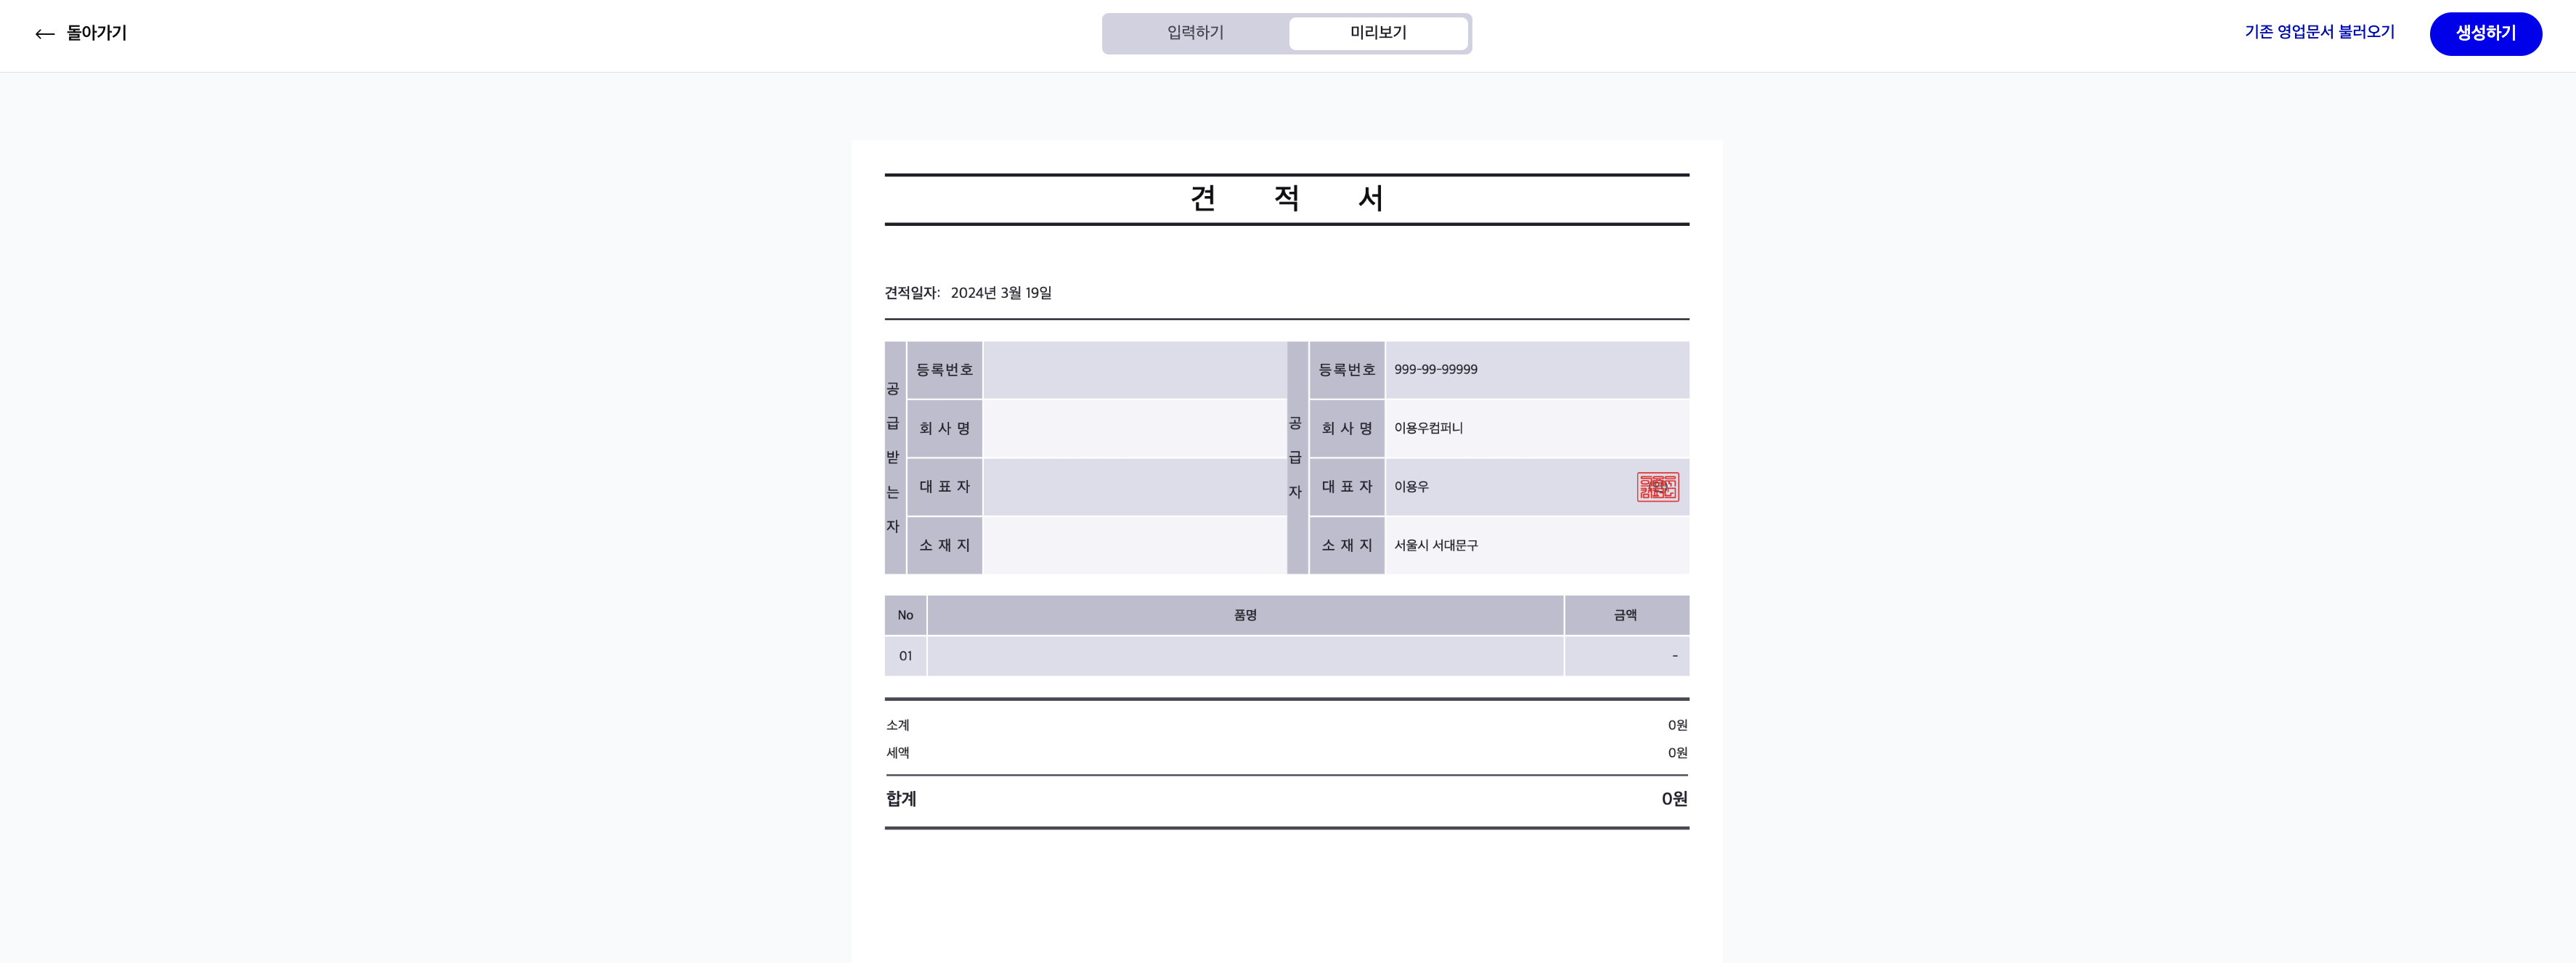 돌아가기
입력하기 미리보기
기존 영업문서 불러오기 생성하기
견 적 서
견적일자: 2024년 3월 19일
공급받는자
등록번호
회 사 명
대 표 자
소 재 지
공급자
등록번호 999-99-99999
회 사 명 이용우컴퍼니
대 표 자 이용우
소 재 지 서울시 서대문구
No 품명 금액
01 -
소계 0원
세액 0원
합계 0원